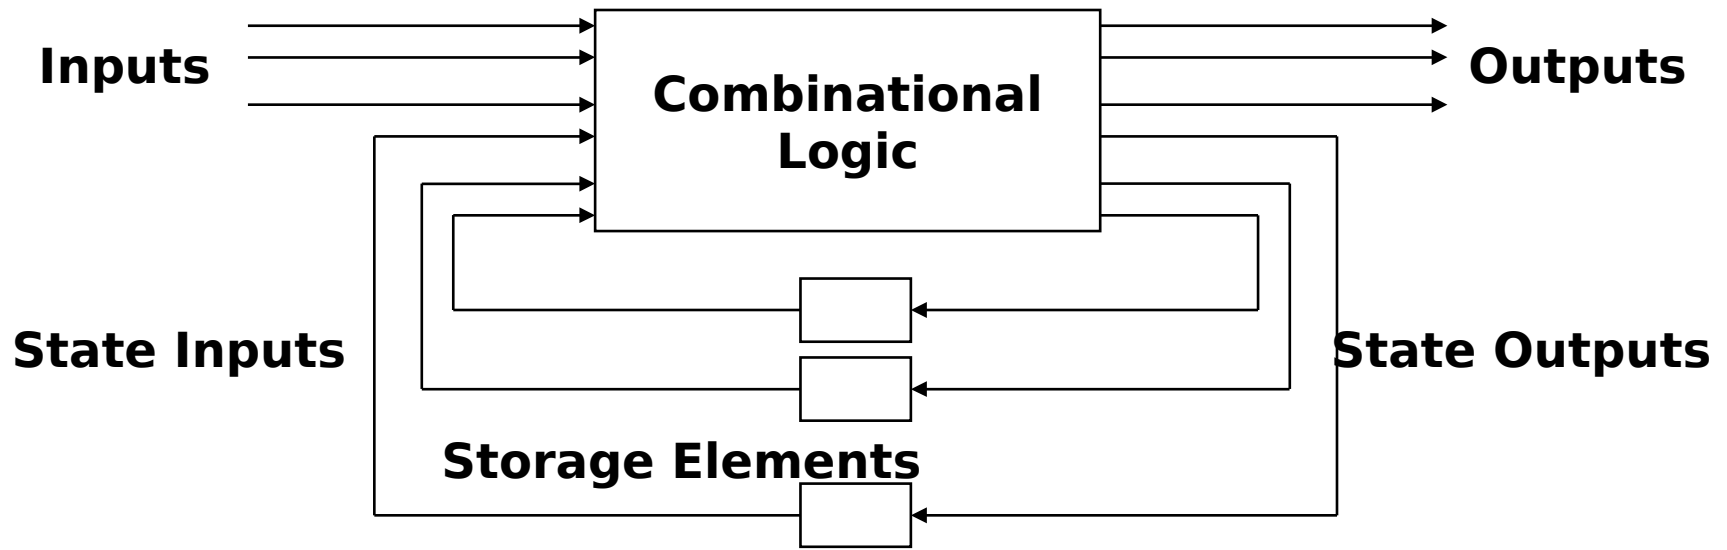 Inputs
Combinational
Logic
Outputs
State Inputs
State Outputs
Storage Elements